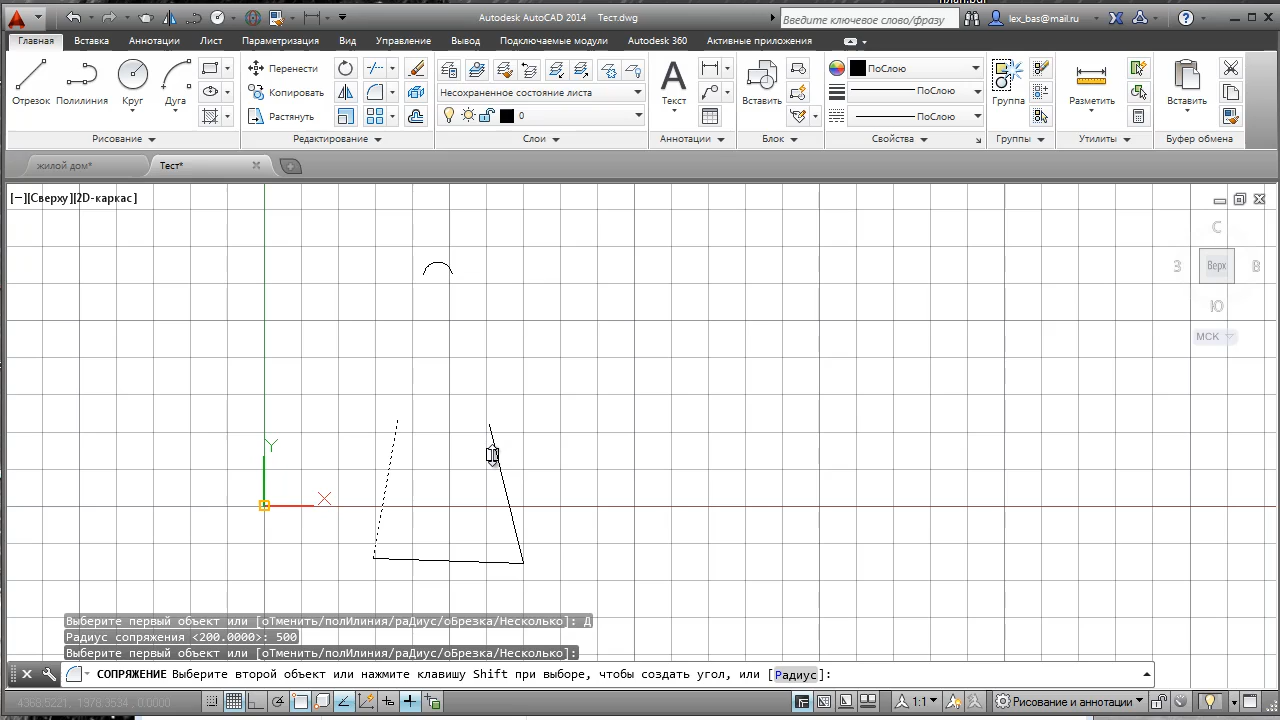 Autodesk AutoCAD 2014 Тест.dwg
Введите ключевое слово/фразу
lex_bas@mail.ru
Главная Вставка Аннотации Лист Параметризация Вид Управление Вывод Подключаемые модули Autodesk 360 Активные приложения
Отрезок Полилиния Круг Дуга
Рисование
Перенести
Копировать
Растянуть
Редактирование
Несохраненное состояние листа
0
Слои
Текст
Аннотации
Вставить
Блок
ПоСлою
ПоСлою
ПоСлою
Свойства
Группа
Группы
Разметить
Утилиты
Вставить
Буфер обмена
жилой дом*
Тест*
[−][Сверху][2D-каркас]
С
З Верх В
Ю
МСК
Y
X
Выберите первый объект или [оТменить/полИлиния/раДиус/оБрезка/Несколько]: Д
Радиус сопряжения <200.0000>: 500
Выберите первый объект или [оТменить/полИлиния/раДиус/оБрезка/Несколько]:
СОПРЯЖЕНИЕ Выберите второй объект или нажмите клавишу Shift при выборе, чтобы создать угол, или [Радиус]:
1:1
Рисование и аннотации